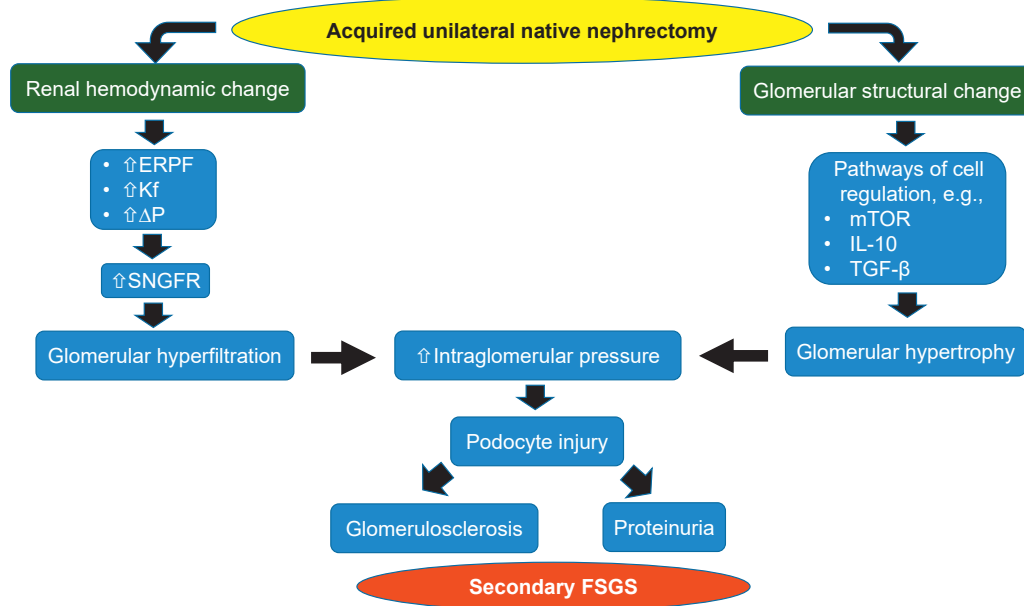 Acquired unilateral native nephrectomy
Renal hemodynamic change
Glomerular structural change
• ⇧ERPF
• ⇧Kf
• ⇧ΔP
Pathways of cell
regulation, e.g.,
• mTOR
• IL-10
• TGF-β
⇧SNGFR
Glomerular hyperfiltration
⇧Intraglomerular pressure
Glomerular hypertrophy
Podocyte injury
Glomerulosclerosis
Proteinuria
Secondary FSGS